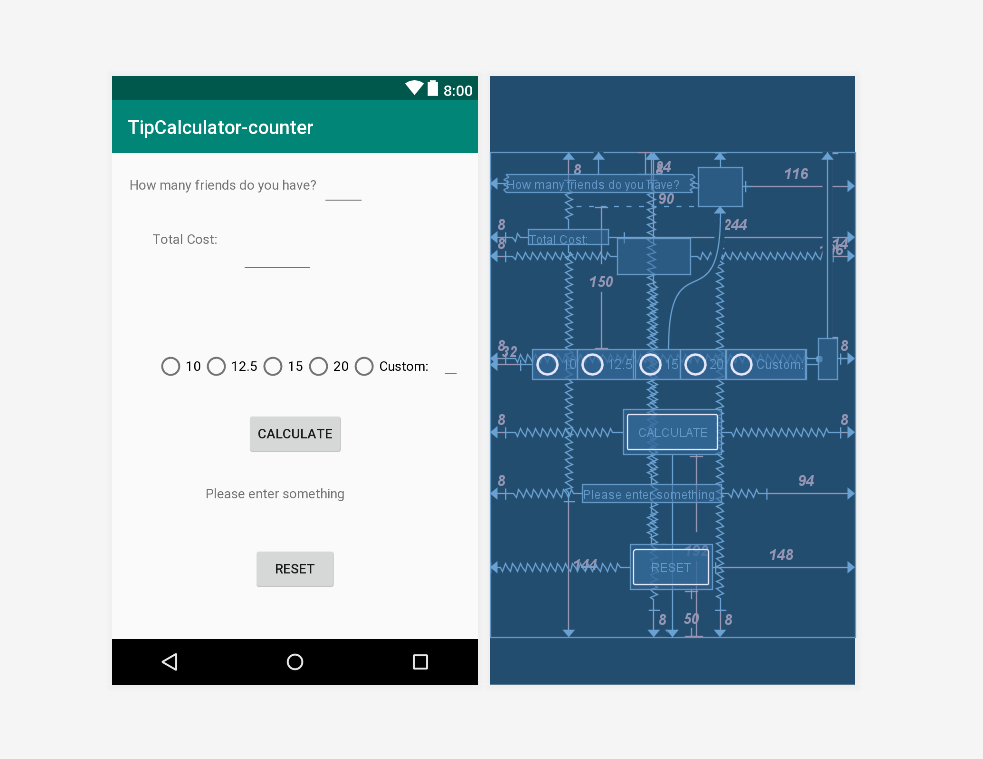 8:00
TipCalculator-counter
How many friends do you have?
Total Cost:
10 12.5 15 20 Custom:
CALCULATE
Please enter something
RESET
8 84
116
How many friends do you have?
90
8 244
Total Cost:
8
150
8 32 8
10 12.5 15 20 Custom:
8 8
CALCULATE
8 94
Please enter something
192 148
144 RESET
8 50 8